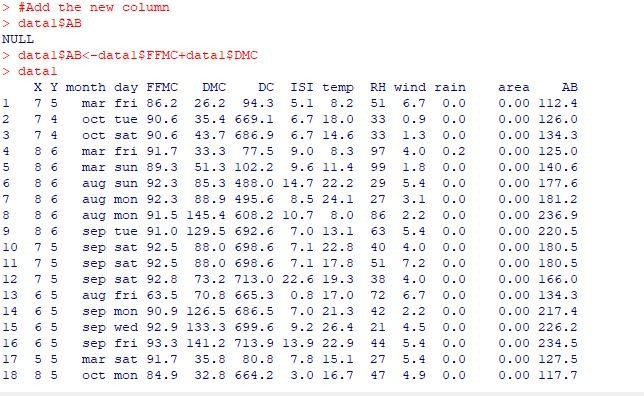 > #Add the new column
> data1$AB
NULL
> data1$AB<-data1$FFMC+data1$DMC
> data1
X Y month day FFMC DMC DC ISI temp RH wind rain area AB
1 7 5 mar fri 86.2 26.2 94.3 5.1 8.2 51 6.7 0.0 0.00 112.4
2 7 4 oct tue 90.6 35.4 669.1 6.7 18.0 33 0.9 0.0 0.00 126.0
3 7 4 oct sat 90.6 43.7 686.9 6.7 14.6 33 1.3 0.0 0.00 134.3
4 8 6 mar fri 91.7 33.3 77.5 9.0 8.3 97 4.0 0.2 0.00 125.0
5 8 6 mar sun 89.3 51.3 102.2 9.6 11.4 99 1.8 0.0 0.00 140.6
6 8 6 aug sun 92.3 85.3 488.0 14.7 22.2 29 5.4 0.0 0.00 177.6
7 8 6 aug mon 92.3 88.9 495.6 8.5 24.1 27 3.1 0.0 0.00 181.2
8 8 6 aug mon 91.5 145.4 608.2 10.7 8.0 86 2.2 0.0 0.00 236.9
9 8 6 sep tue 91.0 129.5 692.6 7.0 13.1 63 5.4 0.0 0.00 220.5
10 7 5 sep sat 92.5 88.0 698.6 7.1 22.8 40 4.0 0.0 0.00 180.5
11 7 5 sep sat 92.5 88.0 698.6 7.1 17.8 51 7.2 0.0 0.00 180.5
12 7 5 sep sat 92.8 73.2 713.0 22.6 19.3 38 4.0 0.0 0.00 166.0
13 6 5 aug fri 63.5 70.8 665.3 0.8 17.0 72 6.7 0.0 0.00 134.3
14 6 5 sep mon 90.9 126.5 686.5 7.0 21.3 42 2.2 0.0 0.00 217.4
15 6 5 sep wed 92.9 133.3 699.6 9.2 26.4 21 4.5 0.0 0.00 226.2
16 6 5 sep fri 93.3 141.2 713.9 13.9 22.9 44 5.4 0.0 0.00 234.5
17 5 5 mar sat 91.7 35.8 80.8 7.8 15.1 27 5.4 0.0 0.00 127.5
18 8 5 oct mon 84.9 32.8 664.2 3.0 16.7 47 4.9 0.0 0.00 117.7